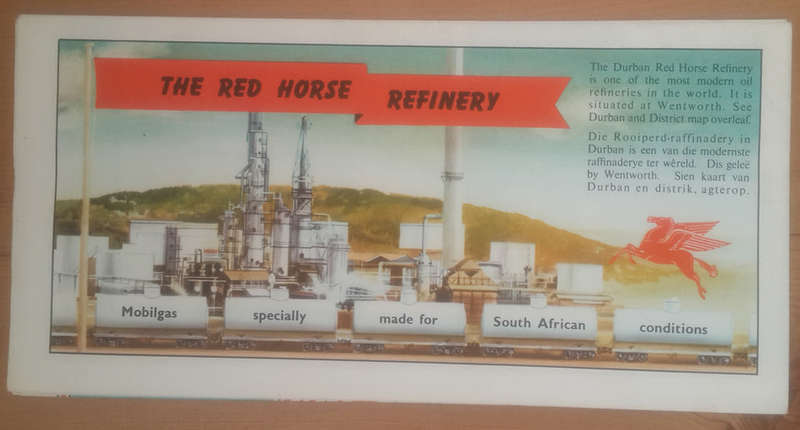 THE RED HORSE REFINERY
The Durban Red Horse Refinery
is one of the most modern oil
refineries in the world. It is
situated at Wentworth. See
Durban and District map overleaf.
Die Rooiperd-raffinadery in
Durban is een van die modernste
raffinaderye ter wêreld. Dis geleë
by Wentworth. Sien kaart van
Durban en distrik, agterop.
Mobilgas specially made for South African conditions